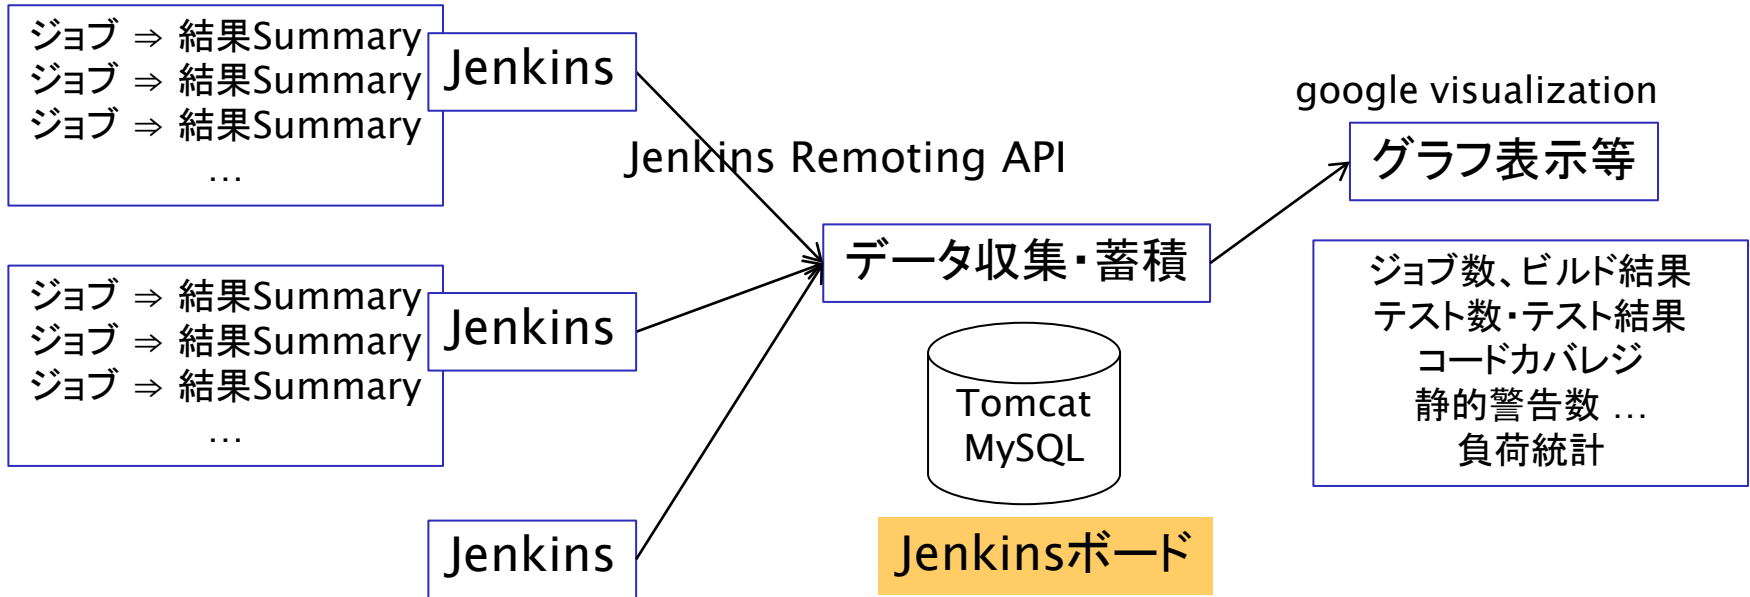 ジョブ ⇒ 結果Summary
ジョブ ⇒ 結果Summary
ジョブ ⇒ 結果Summary
…
Jenkins
Jenkins Remoting API
google visualization
グラフ表示等
データ収集・蓄積
ジョブ ⇒ 結果Summary
ジョブ ⇒ 結果Summary
ジョブ ⇒ 結果Summary
…
Jenkins
Tomcat
MySQL
ジョブ数、ビルド結果
テスト数・テスト結果
コードカバレジ
静的警告数 …
負荷統計
Jenkins
Jenkinsボード